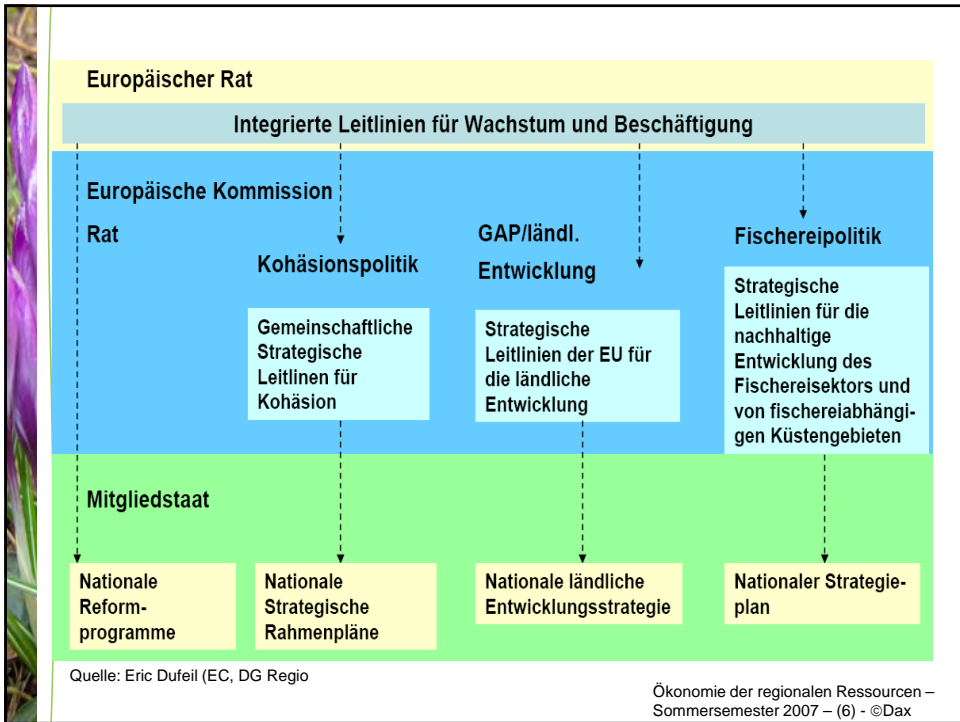 Europäischer Rat
Integrierte Leitlinien für Wachstum und Beschäftigung
Europäische Kommission
Rat
Kohäsionspolitik
GAP/ländl.
Entwicklung
Fischereipolitik
Gemeinschaftliche
Strategische
Leitlinen für
Kohäsion
Strategische
Leitlinien der EU für
die ländliche
Entwicklung
Strategische
Leitlinien für die
nachhaltige
Entwicklung des
Fischereisektors und
von fischereiabhängi-
gen Küstengebieten
Mitgliedstaat
Nationale
Reform-
programme
Nationale
Strategische
Rahmenpläne
Nationale ländliche
Entwicklungsstrategie
Nationaler Strategie-
plan
Quelle: Eric Dufeil (EC, DG Regio
Ökonomie der regionalen Ressourcen –
Sommersemester 2007 – (6) - ©Dax